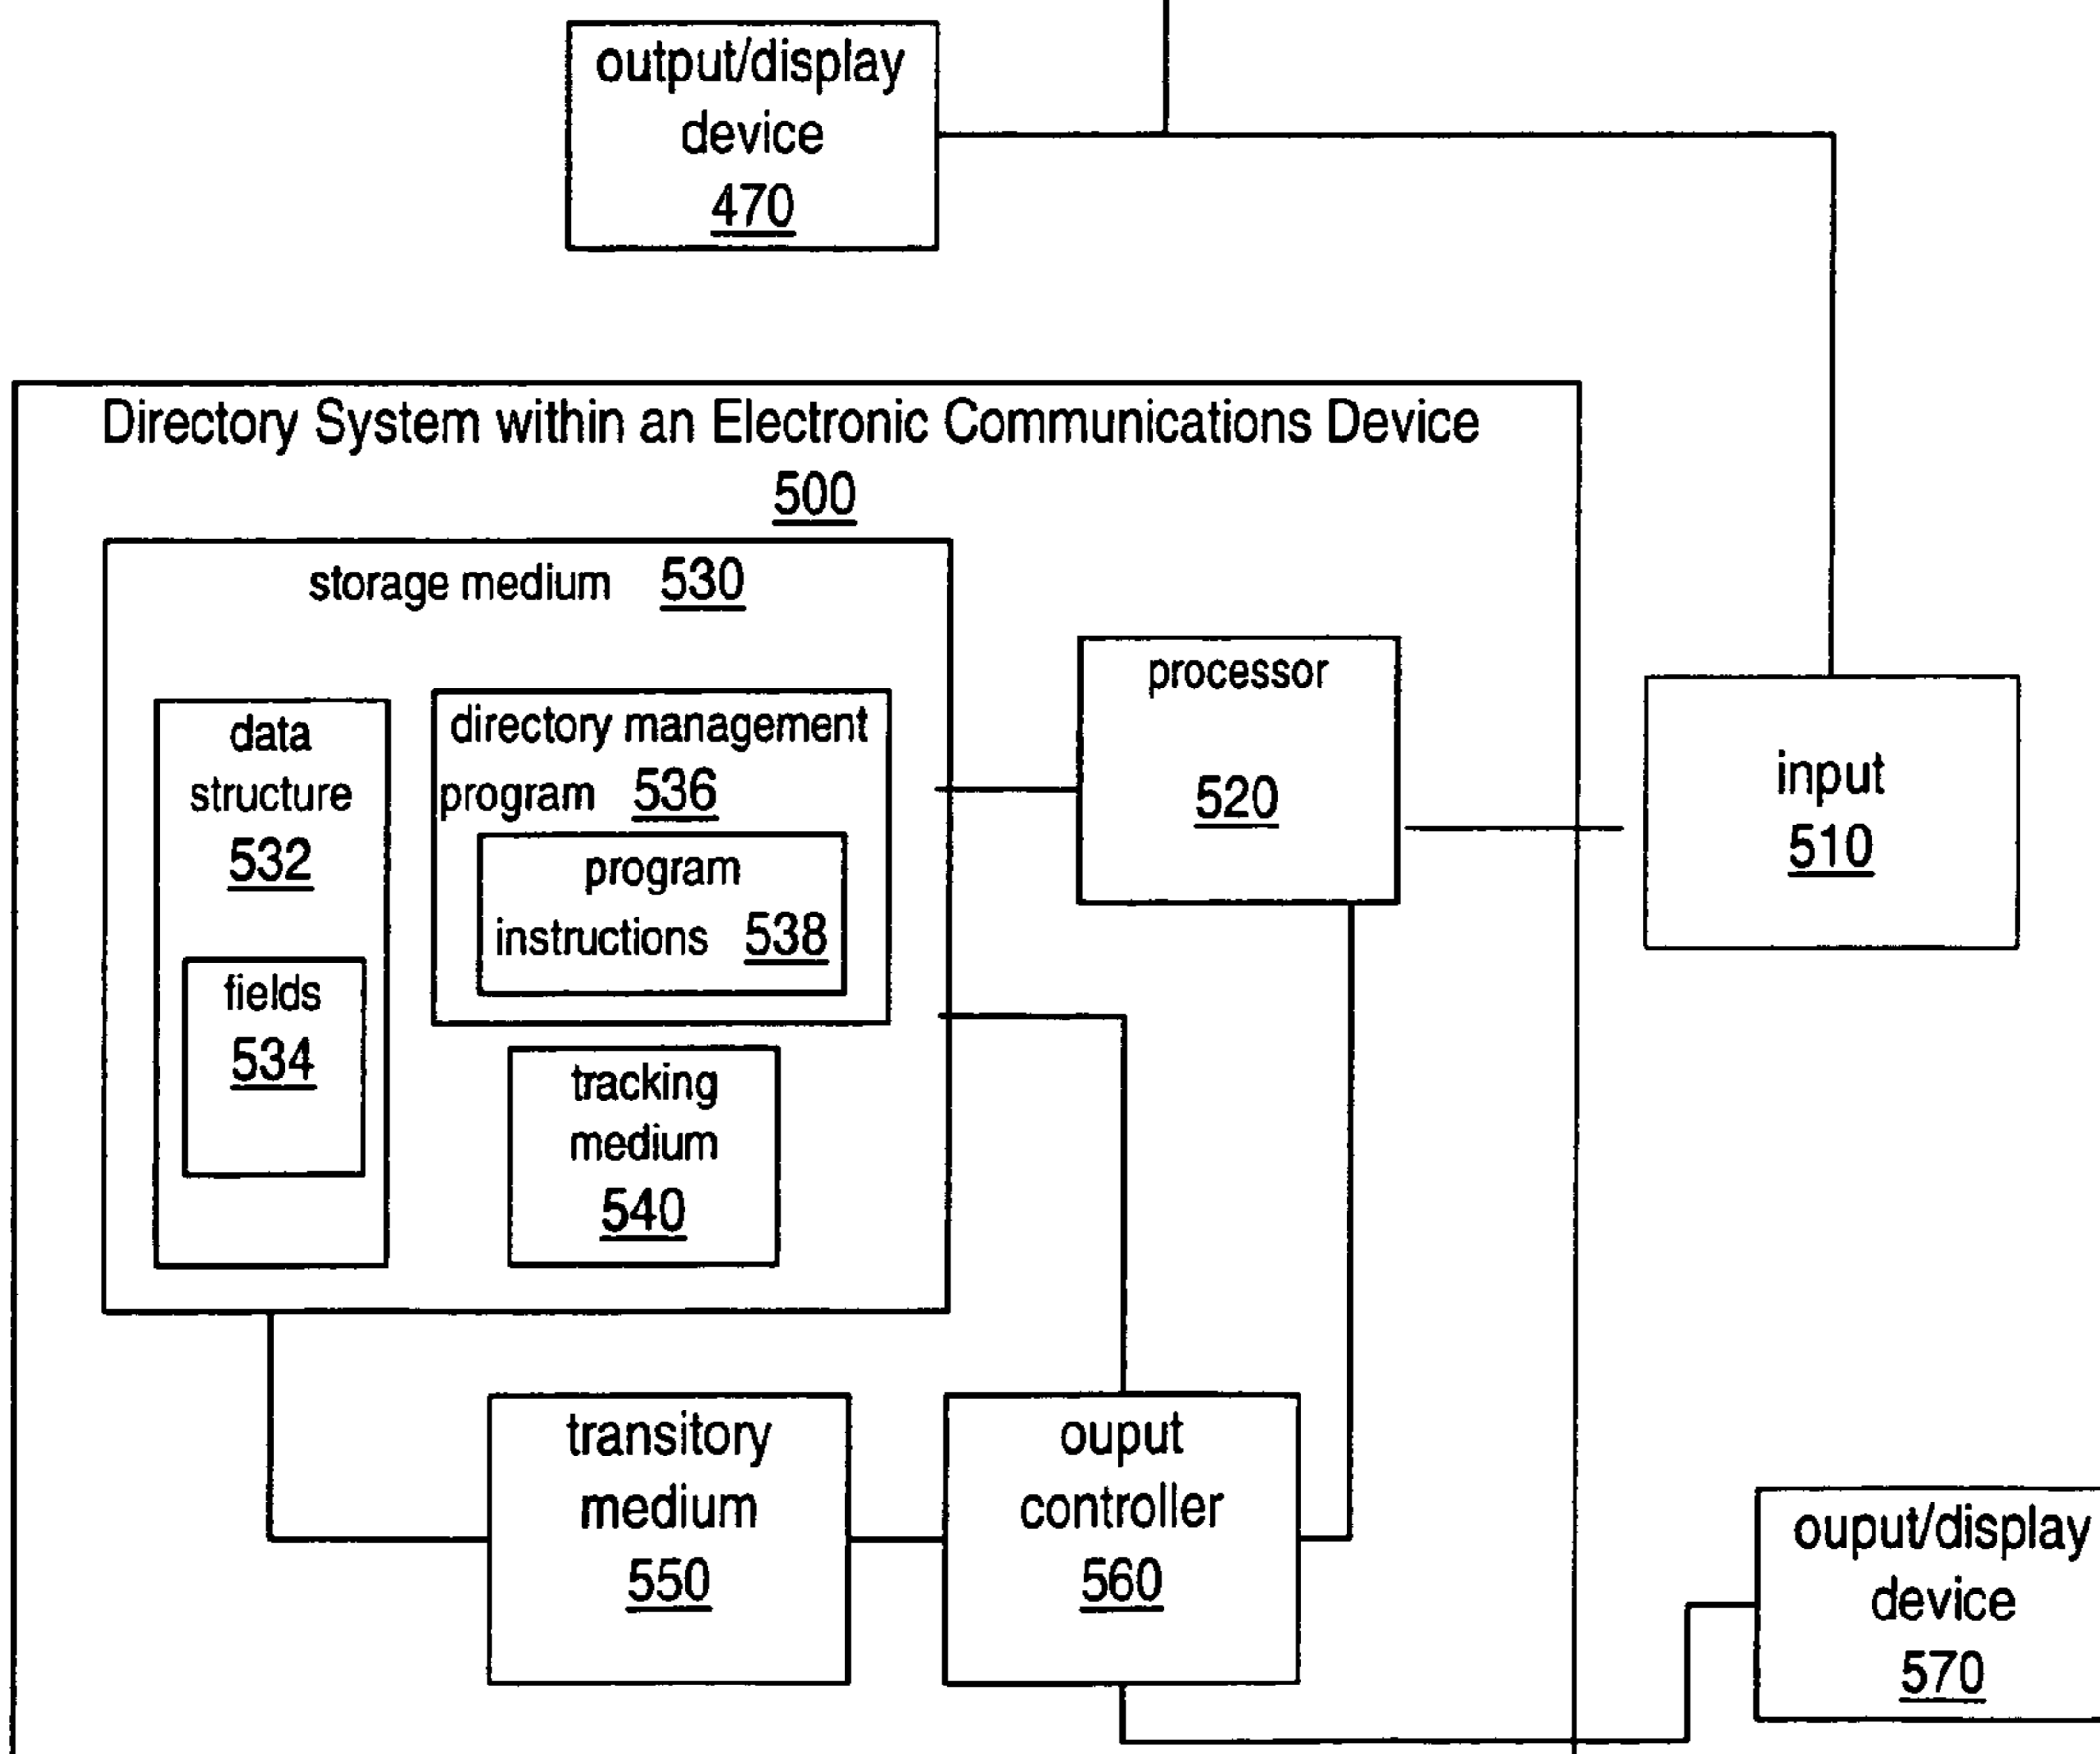 output/display
device
470
Directory System within an Electronic Communications Device
500
storage medium 530
data
structure
532
fields
534
directory management
program 536
program
instructions 538
tracking
medium
540
processor
520
input
510
transitory
medium
550
ouput
controller
560
ouput/display
device
570